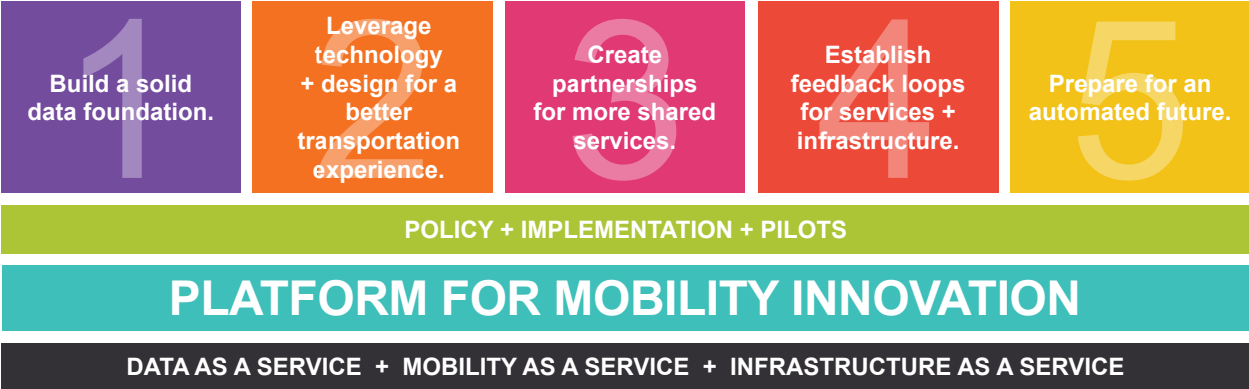 1
Build a solid
data foundation.
2
Leverage
technology
+ design for a
better
transportation
experience.
3
Create
partnerships
for more shared
services.
4
Establish
feedback loops
for services +
infrastructure.
5
Prepare for an
automated future.
POLICY + IMPLEMENTATION + PILOTS
PLATFORM FOR MOBILITY INNOVATION
DATA AS A SERVICE + MOBILITY AS A SERVICE + INFRASTRUCTURE AS A SERVICE